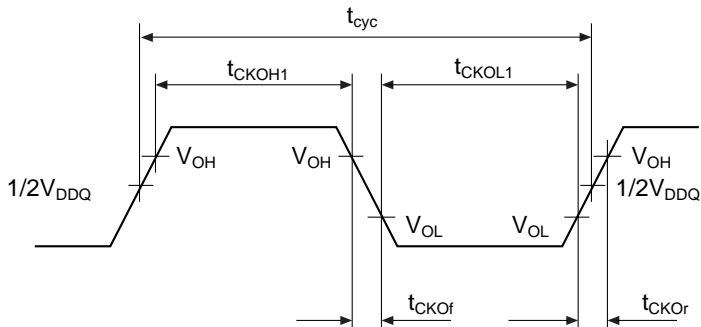 tcyc
tCKOH1 tCKOL1
VOH VOH VOH
1/2VDDQ 1/2VDDQ
VOL VOL
tCKOf tCKOr